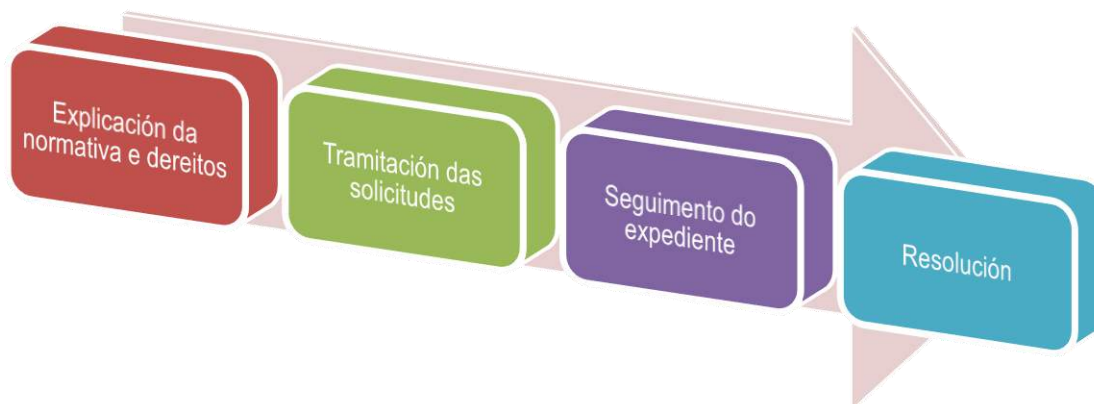 Explicación da
normativa e dereitos
Tramitación das
solicitudes
Seguimento do
expediente
Resolución